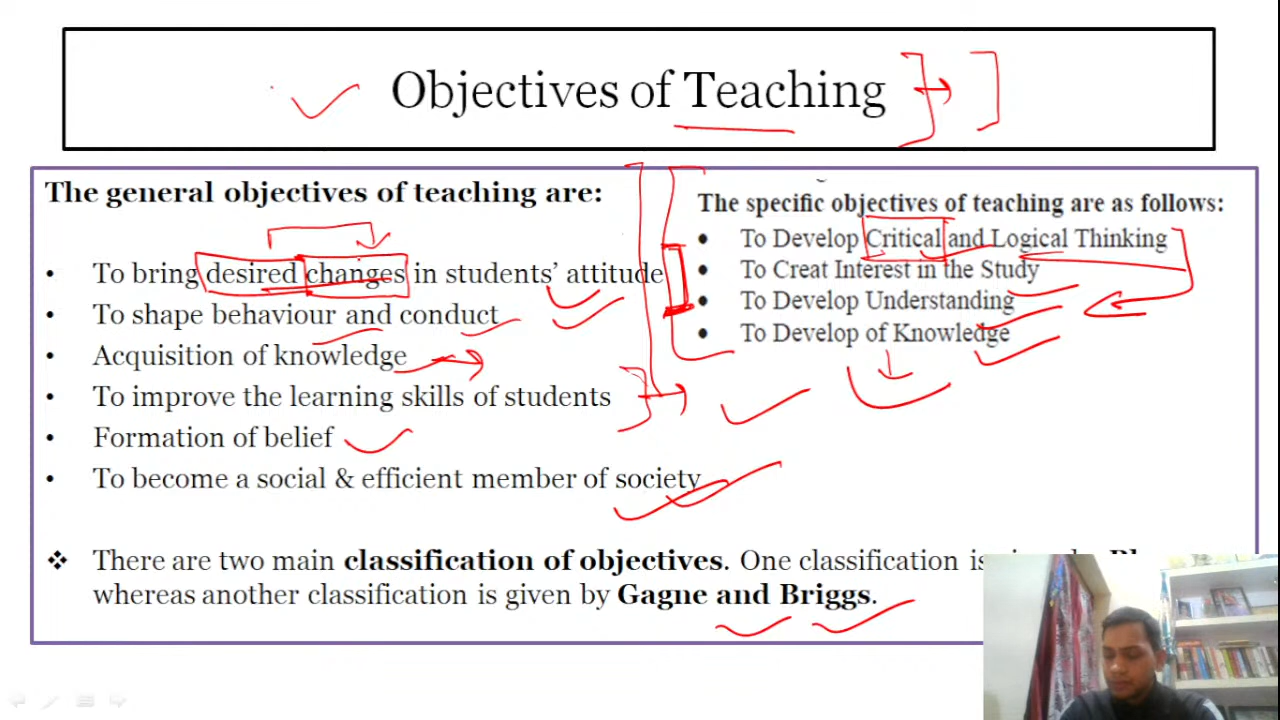 Objectives of Teaching
The general objectives of teaching are:
• To bring desired changes in students' attitude
• To shape behaviour and conduct
• Acquisition of knowledge
• To improve the learning skills of students
• Formation of belief
• To become a social & efficient member of society
The specific objectives of teaching are as follows:
• To Develop Critical and Logical Thinking
• To Creat Interest in the Study
• To Develop Understanding
• To Develop of Knowledge
❖ There are two main classification of objectives. One classification
whereas another classification is given by Gagne and Briggs.